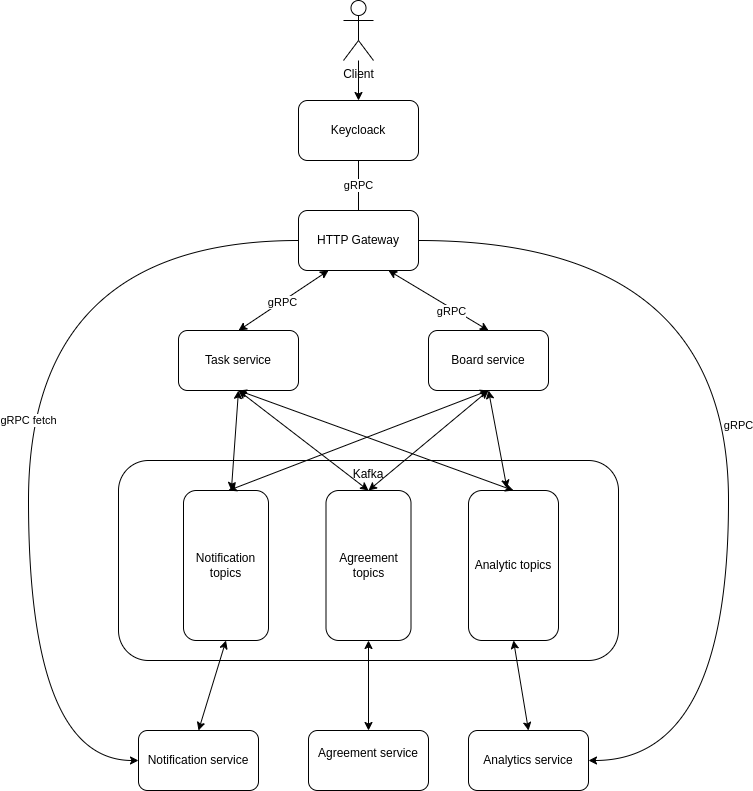 Client
Keycloack
gRPC
HTTP Gateway
gRPC
gRPC
Task service
Board service
gRPC fetch
gRPC
Kafka
Notification
topics
Agreement
topics
Analytic topics
Notification service
Agreement service
Analytics service